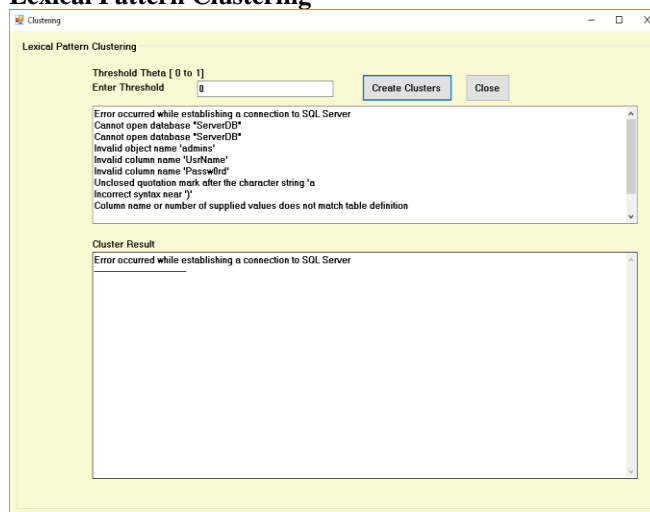 Lexical Pattern Clustering
Clustering
Lexical Pattern Clustering
Threshold Theta [ 0 to 1]
Enter Threshold 0 Create Clusters Close
Error occurred while establishing a connection to SQL Server
Cannot open database "ServerDB"
Cannot open database "ServerDB"
Invalid object name 'admins'
Invalid column name 'UsrName'
Invalid column name 'Passw0rd'
Unclosed quotation mark after the character string 'a
Incorrect syntax near ')'
Column name or number of supplied values does not match table definition
Cluster Result
Error occurred while establishing a connection to SQL Server